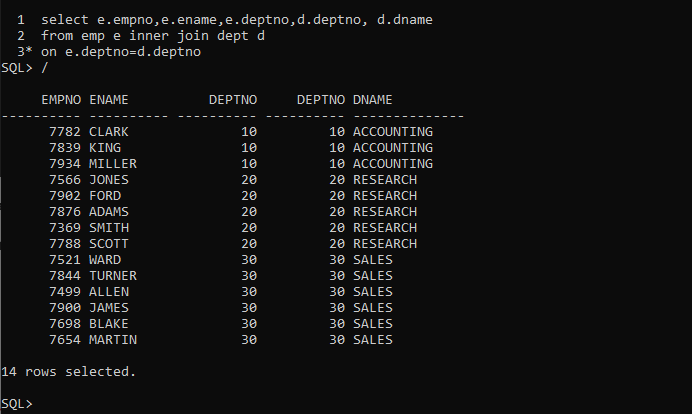 1  select e.empno,e.ename,e.deptno,d.deptno, d.dname
  2  from emp e inner join dept d
  3* on e.deptno=d.deptno
SQL> /
     EMPNO ENAME          DEPTNO     DEPTNO DNAME
---------- ---------- ---------- ---------- --------------
      7782 CLARK              10         10 ACCOUNTING
      7839 KING               10         10 ACCOUNTING
      7934 MILLER             10         10 ACCOUNTING
      7566 JONES              20         20 RESEARCH
      7902 FORD               20         20 RESEARCH
      7876 ADAMS              20         20 RESEARCH
      7369 SMITH              20         20 RESEARCH
      7788 SCOTT              20         20 RESEARCH
      7521 WARD               30         30 SALES
      7844 TURNER             30         30 SALES
      7499 ALLEN              30         30 SALES
      7900 JAMES              30         30 SALES
      7698 BLAKE              30         30 SALES
      7654 MARTIN             30         30 SALES
14 rows selected.
SQL>